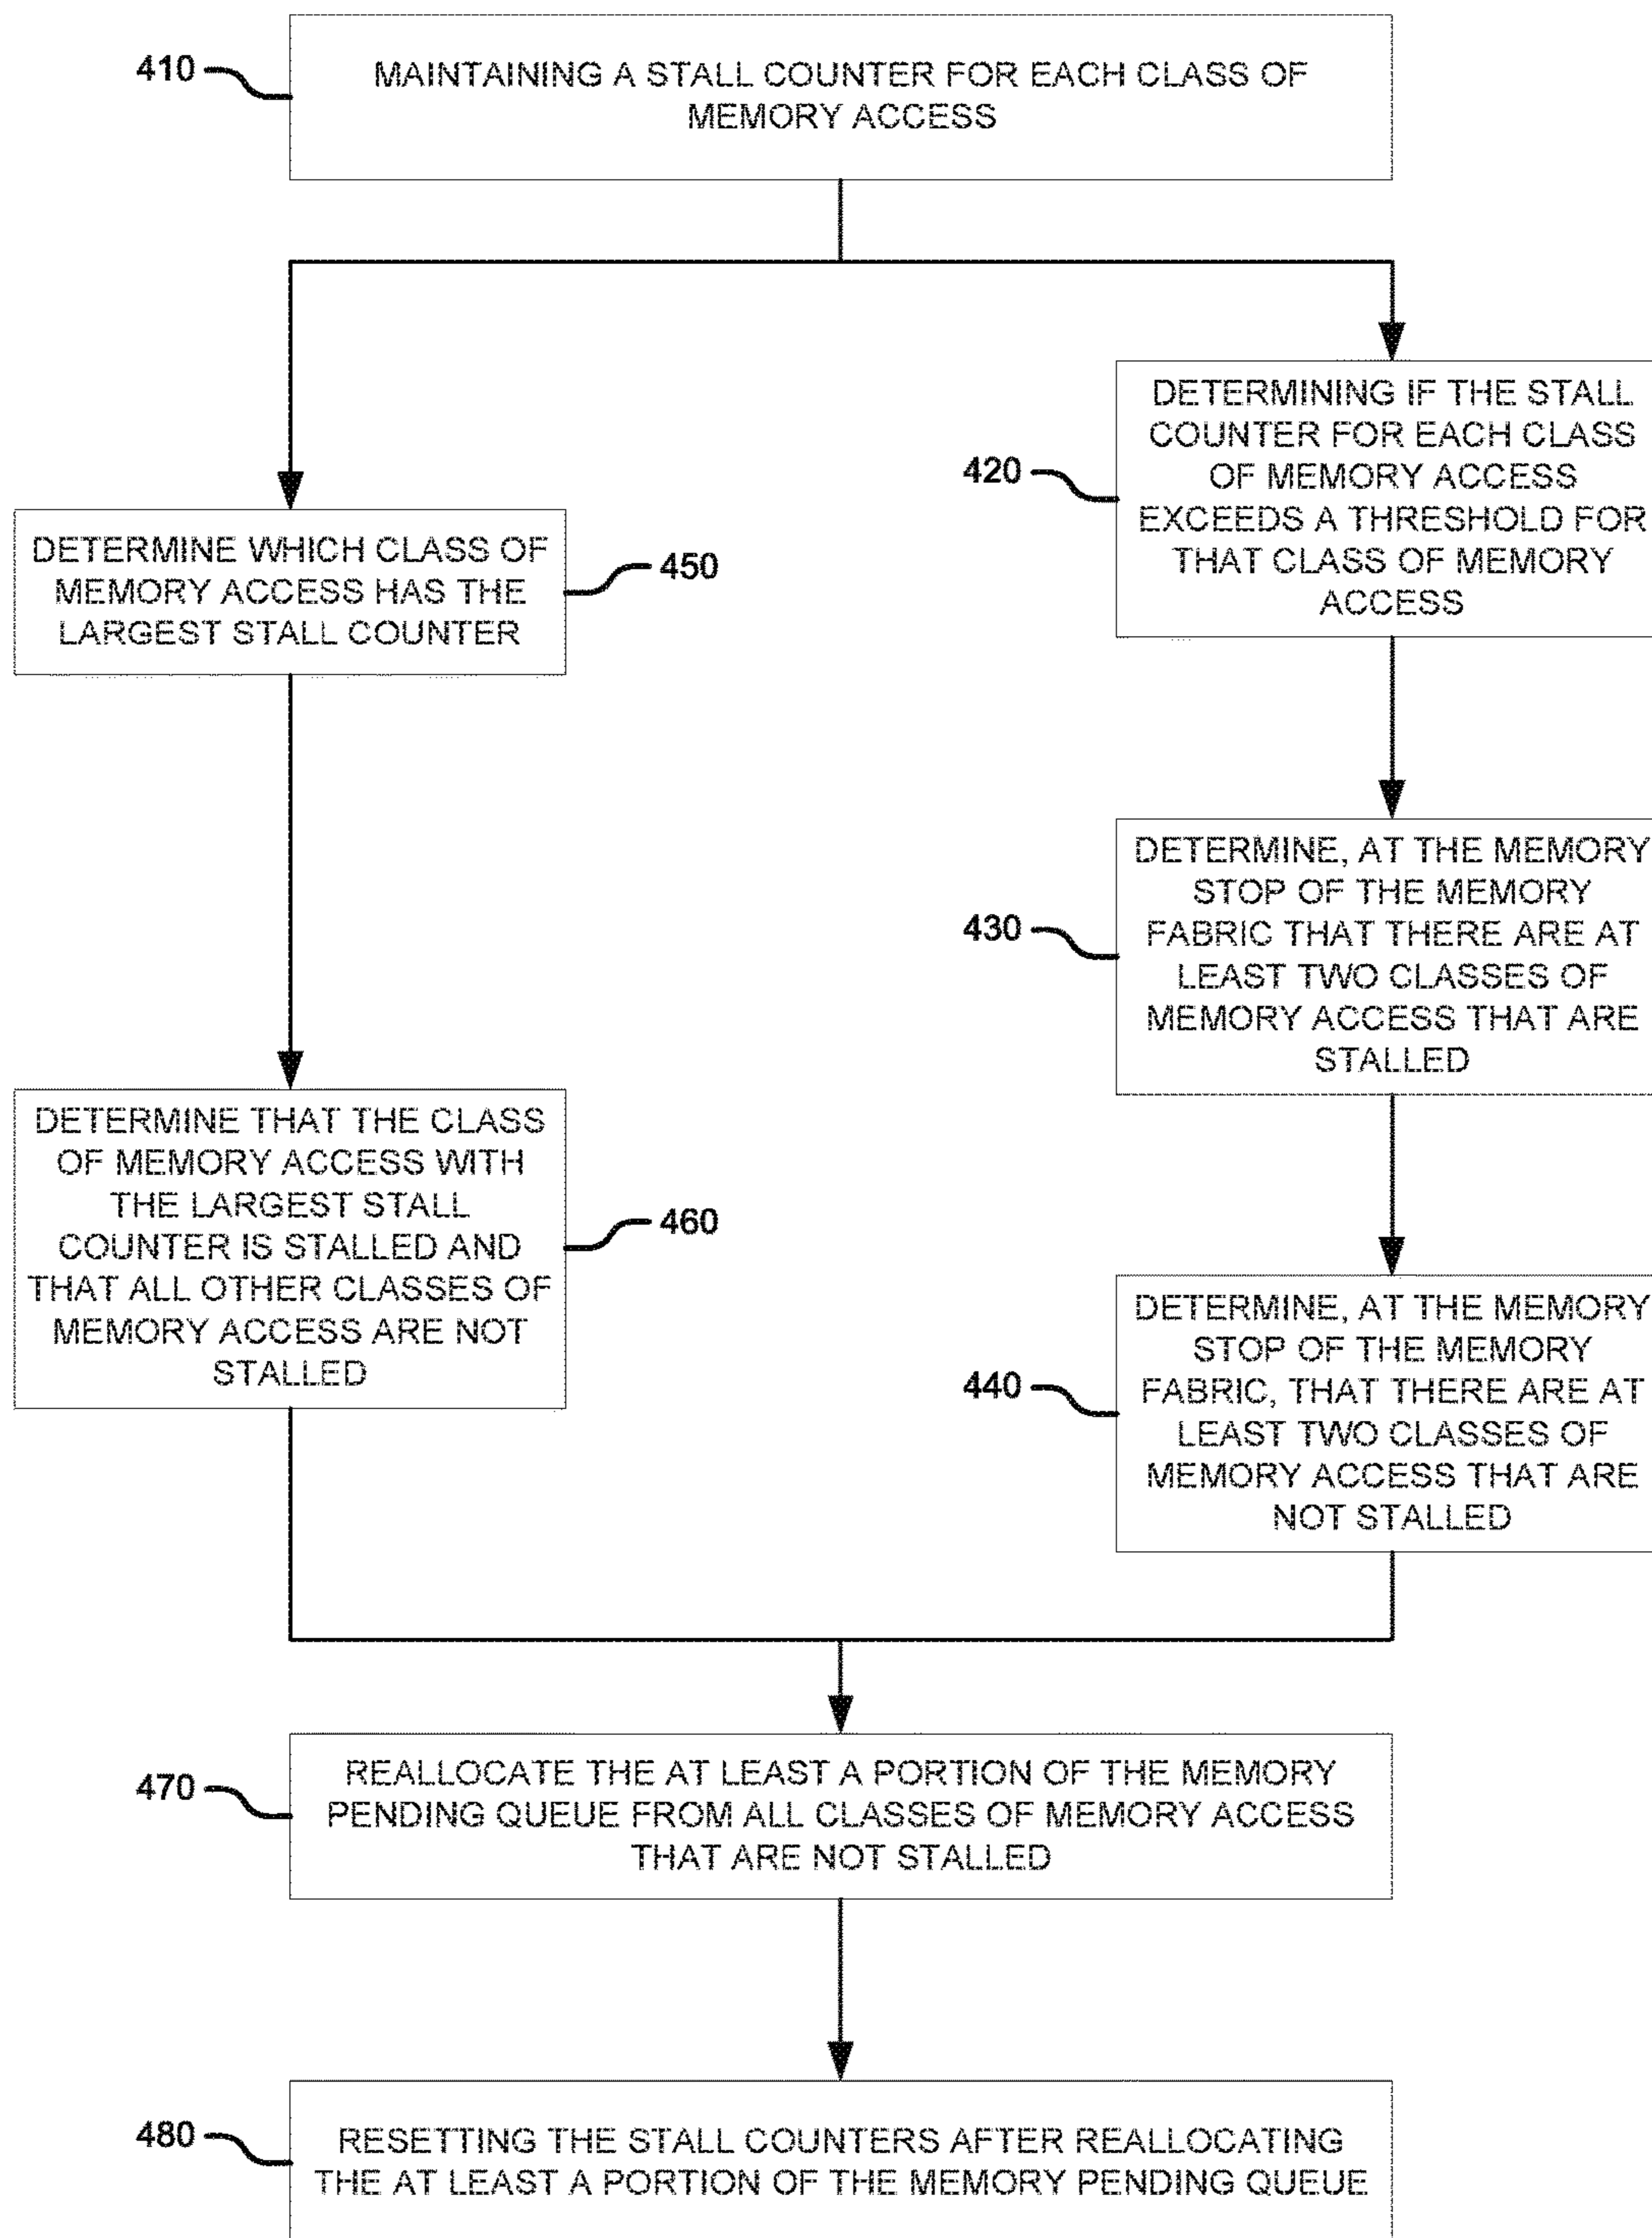 410
MAINTAINING A STALL COUNTER FOR EACH CLASS OF
MEMORY ACCESS
420
DETERMINING IF THE STALL
COUNTER FOR EACH CLASS
OF MEMORY ACCESS
EXCEEDS A THRESHOLD FOR
THAT CLASS OF MEMORY
ACCESS
DETERMINE WHICH CLASS OF
MEMORY ACCESS HAS THE
LARGEST STALL COUNTER
450
430
DETERMINE, AT THE MEMORY
STOP OF THE MEMORY
FABRIC THAT THERE ARE AT
LEAST TWO CLASSES OF
MEMORY ACCESS THAT ARE
STALLED
DETERMINE THAT THE CLASS
OF MEMORY ACCESS WITH
THE LARGEST STALL
COUNTER IS STALLED AND
THAT ALL OTHER CLASSES OF
MEMORY ACCESS ARE NOT
STALLED
460
440
DETERMINE, AT THE MEMORY
STOP OF THE MEMORY
FABRIC, THAT THERE ARE AT
LEAST TWO CLASSES OF
MEMORY ACCESS THAT ARE
NOT STALLED
470
REALLOCATE THE AT LEAST A PORTION OF THE MEMORY
PENDING QUEUE FROM ALL CLASSES OF MEMORY ACCESS
THAT ARE NOT STALLED
480
RESETTING THE STALL COUNTERS AFTER REALLOCATING
THE AT LEAST A PORTION OF THE MEMORY PENDING QUEUE